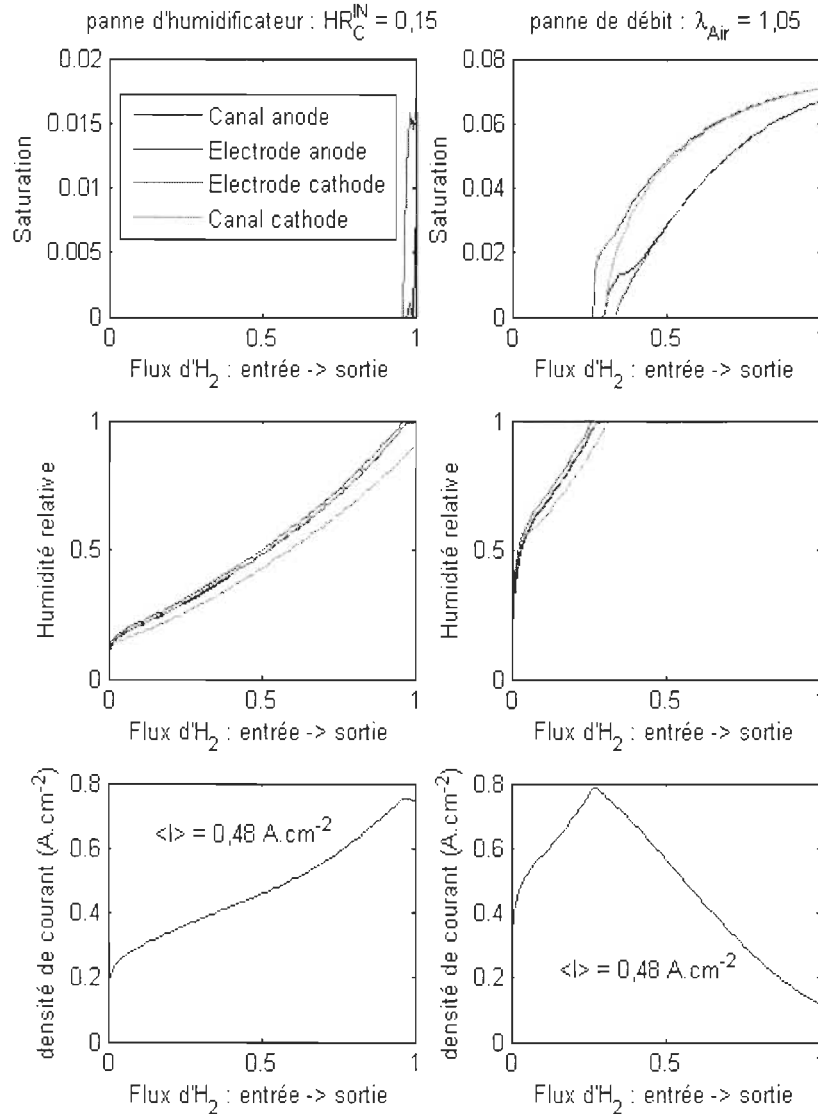 panne d'humidificateur : HR_C^IN = 0,15
panne de débit : λ_Air = 1,05
0.02
0.015
0.01
0.005
0
Saturation
Canal anode
Electrode anode
Electrode cathode
Canal cathode
0 0.5 1
Flux d'H₂ : entrée -> sortie
0.08
0.06
0.04
0.02
0
Saturation
0 0.5 1
Flux d'H₂ : entrée -> sortie
1
0.5
0
Humidité relative
0 0.5 1
Flux d'H₂ : entrée -> sortie
1
0.5
0
Humidité relative
0 0.5 1
Flux d'H₂ : entrée -> sortie
0.8
0.6
0.4
0.2
0
densité de courant (A.cm⁻²)
<I> = 0,48 A.cm⁻²
0 0.5 1
Flux d'H₂ : entrée -> sortie
0.8
0.6
0.4
0.2
0
densité de courant (A.cm⁻²)
<I> = 0,48 A.cm⁻²
0 0.5 1
Flux d'H₂ : entrée -> sortie